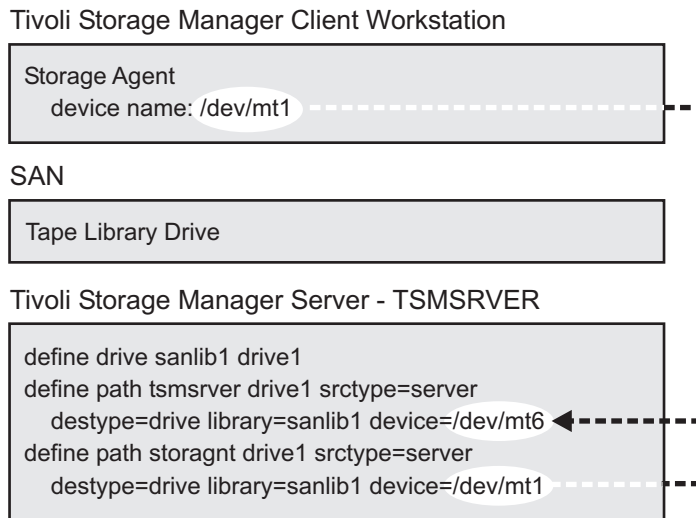 Tivoli Storage Manager Client Workstation
Storage Agent
device name: /dev/mt1
SAN
Tape Library Drive
Tivoli Storage Manager Server - TSMSRVER
define drive sanlib1 drive1
define path tsmsrver drive1 srctype=server
destype=drive library=sanlib1 device=/dev/mt6
define path storagnt drive1 srctype=server
destype=drive library=sanlib1 device=/dev/mt1